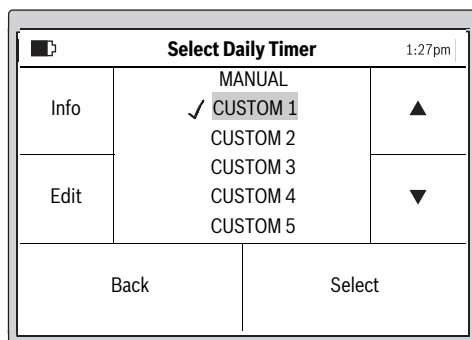 Select Daily Timer 1:27pm
MANUAL
Info ✓ CUSTOM 1 ▲
CUSTOM 2
CUSTOM 3
Edit CUSTOM 4 ▼
CUSTOM 5
Back Select